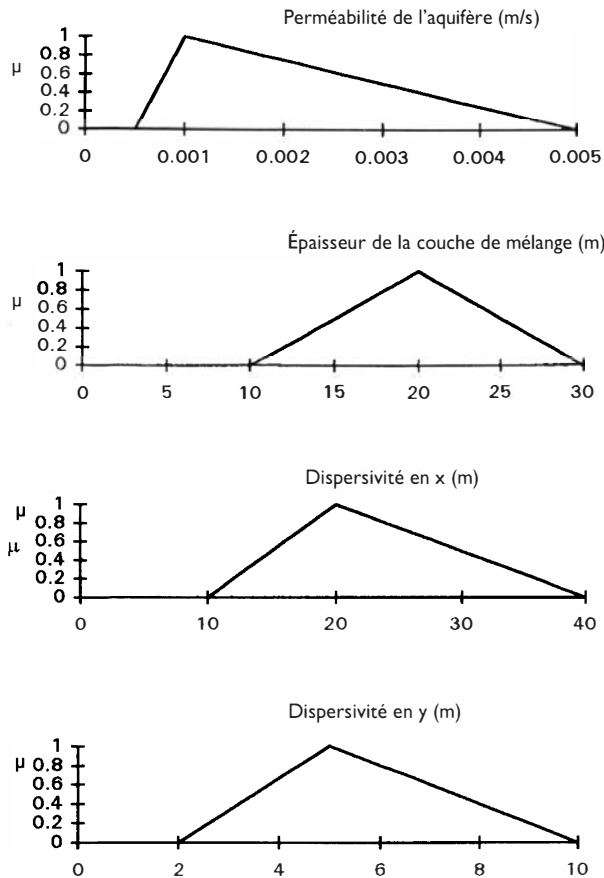 Perméabilité de l'aquifère (m/s)
1
0.8
μ 0.6
0.4
0.2
0
0 0.001 0.002 0.003 0.004 0.005
Épaisseur de la couche de mélange (m)
1
0.8
μ 0.6
0.4
0.2
0
0 5 10 15 20 25 30
Dispersivité en x (m)
μ 1
0.8
μ 0.6
0.4
0.2
0
0 10 20 30 40
Dispersivité en y (m)
1
μ 0.8
0.6
0.4
0.2
0
0 2 4 6 8 10